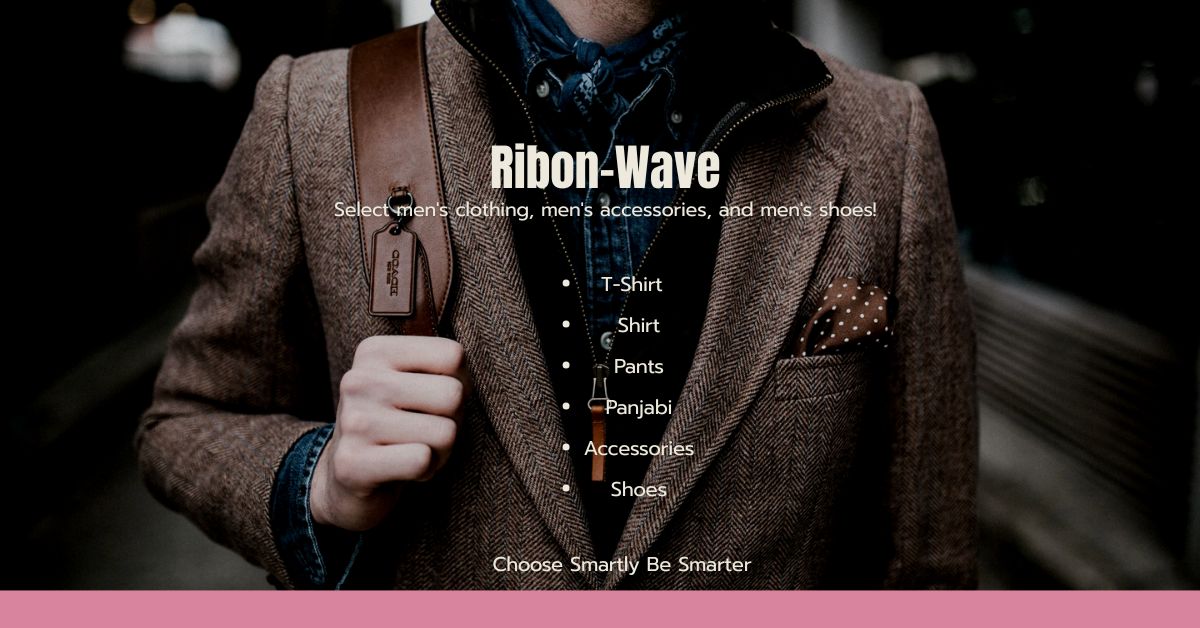 Ribon-Wave
Select men's clothing, men's accessories, and men's shoes!
COACH
• T-Shirt
• Shirt
• Pants
• Panjabi
• Accessories
• Shoes
Choose Smartly Be Smarter